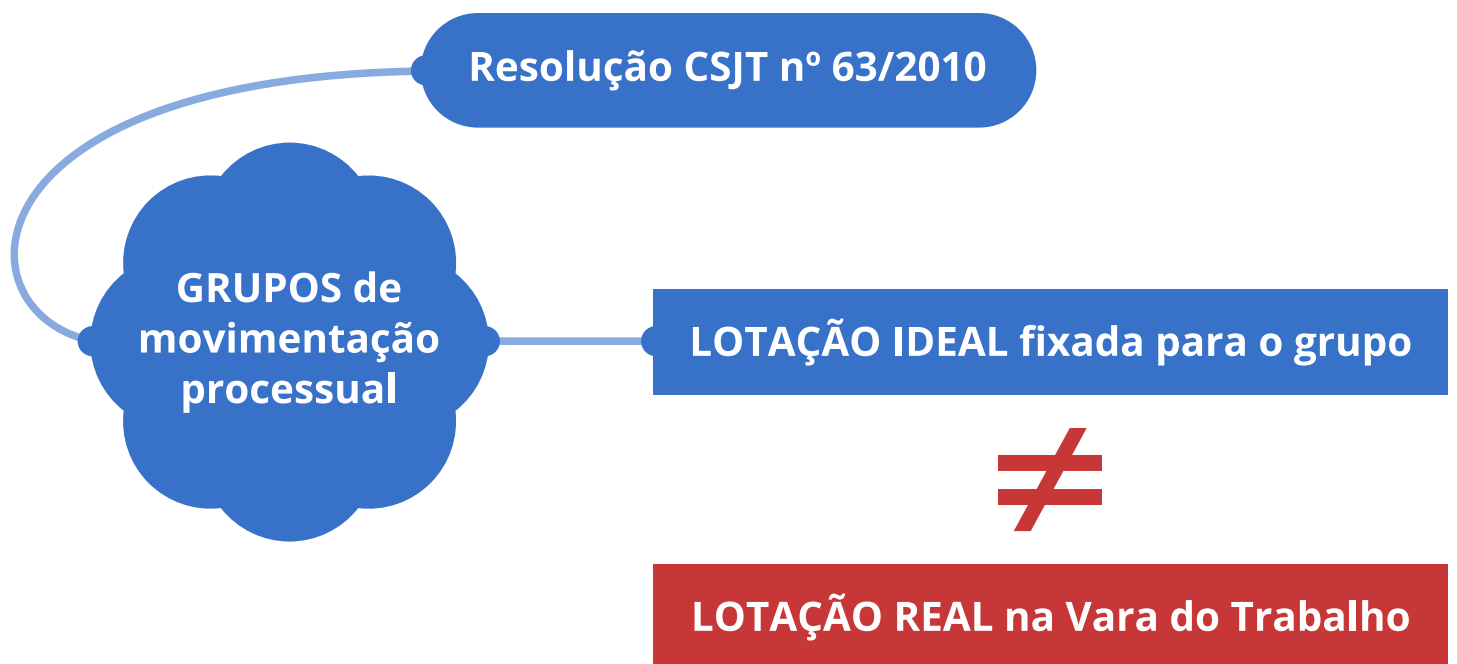 Resolução CSJT nº 63/2010
GRUPOS de
movimentação
processual
LOTAÇÃO IDEAL fixada para o grupo
≠
LOTAÇÃO REAL na Vara do Trabalho